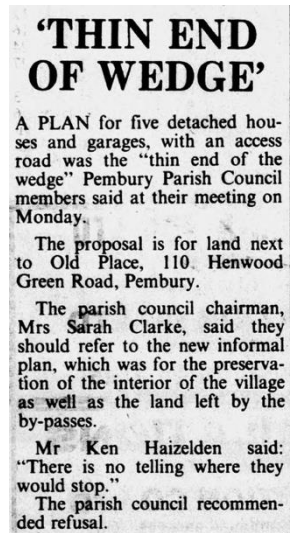 ‘THIN END
OF WEDGE’
A PLAN for five detached hou-
ses and garages, with an access
road was the “thin end of the
wedge” Pembury Parish Council
members said at their meeting on
Monday.
The proposal is for land next
to Old Place, 110 Henwood
Green Road, Pembury.
The parish council chairman,
Mrs Sarah Clarke, said they
should refer to the new informal
plan, which was for the preserva-
tion of the interior of the village
as well as the land left by the
by-passes.
Mr Ken Haizelden said:
“There is no telling where they
would stop.”
The parish council recommen-
ded refusal.